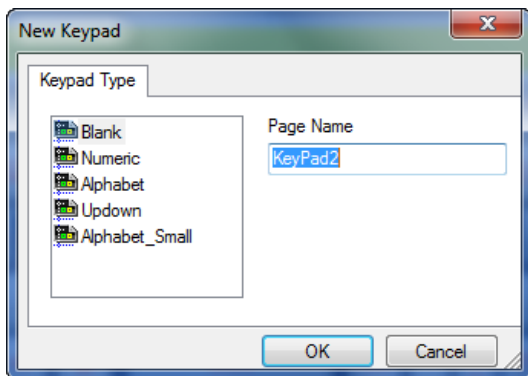 New Keypad
Keypad Type
Blank
Numeric
Alphabet
Updown
Alphabet_Small
Page Name
KeyPad2
OK
Cancel